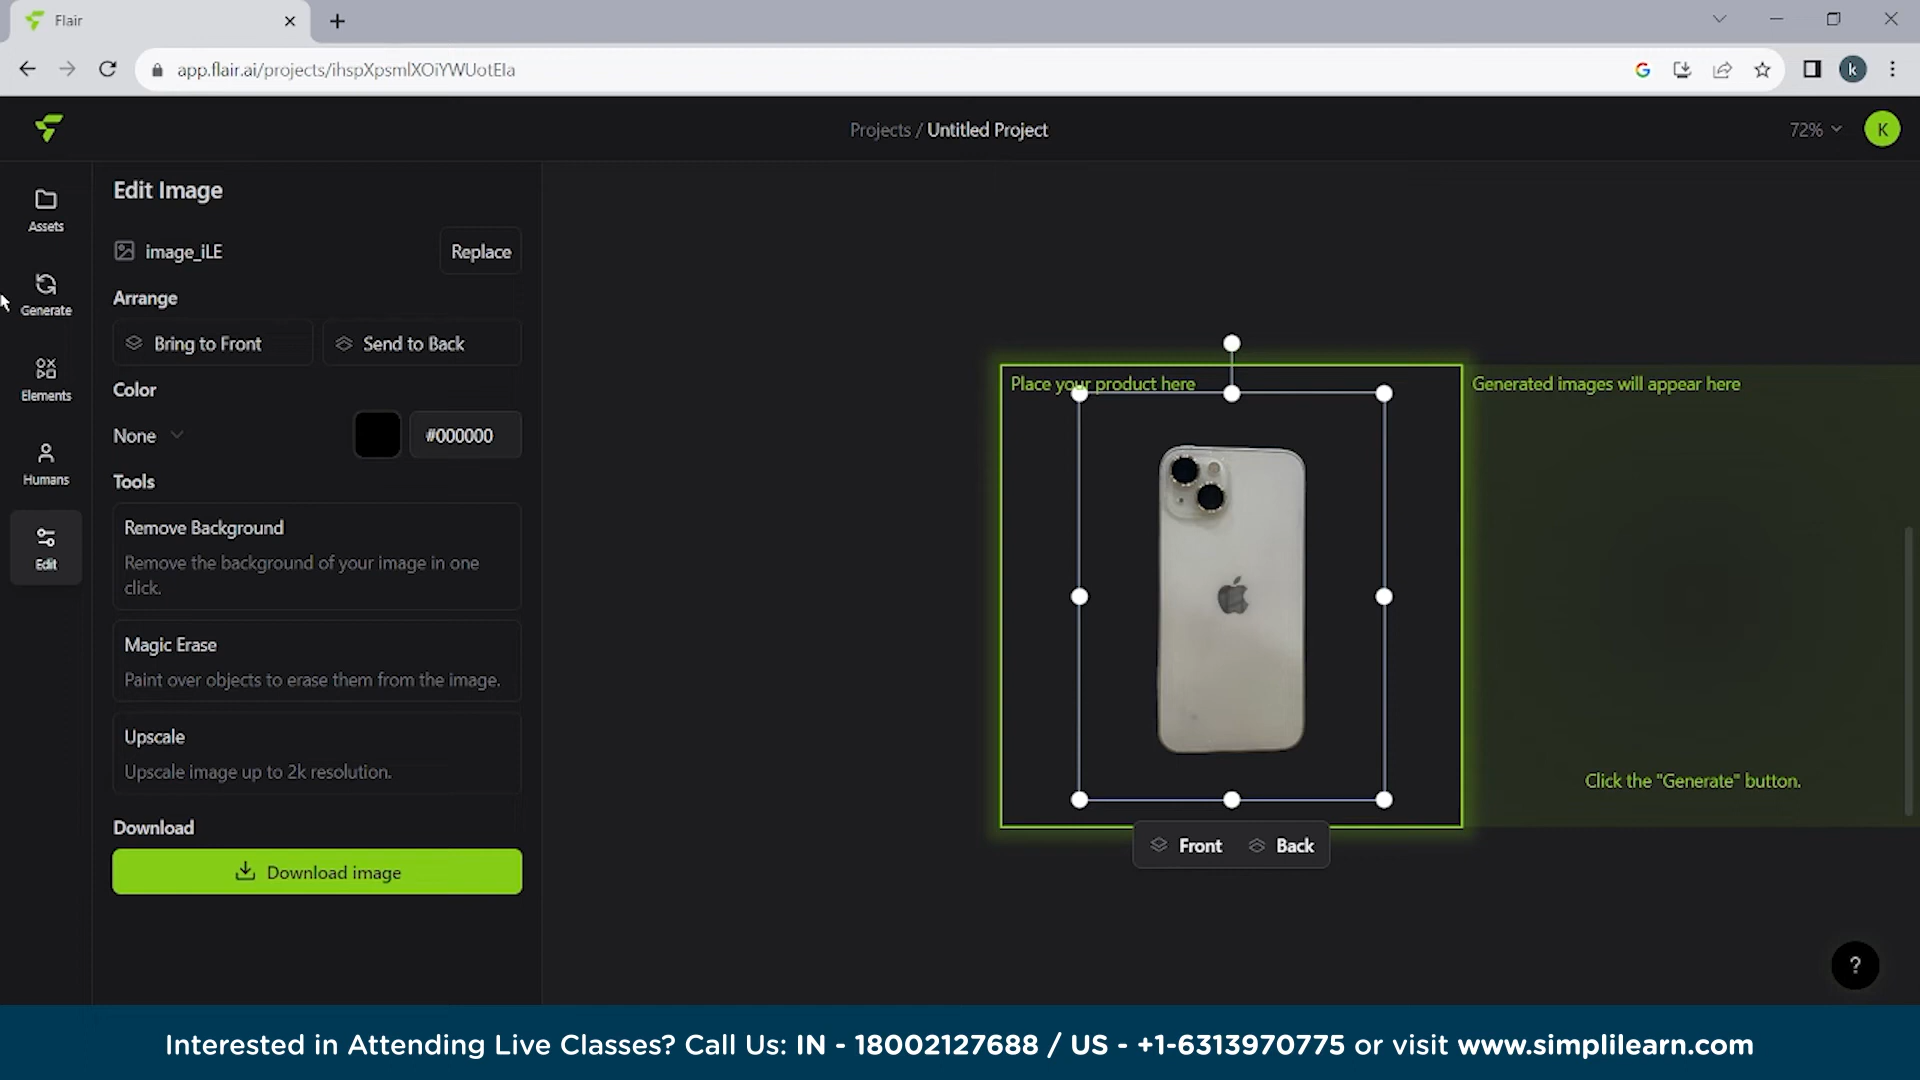 Flair
app.flair.ai/projects/ihspXpsmlXOiYWUotEla
k
Projects / Untitled Project
72%
K
Assets
Generate
Elements
Humans
Edit
Edit Image
image_iLE
Replace
Arrange
Bring to Front
Send to Back
Color
None
#000000
Tools
Remove Background
Remove the background of your image in one
click.
Magic Erase
Paint over objects to erase them from the image.
Upscale
Upscale image up to 2k resolution.
Download
Download image
Place your product here
Generated images will appear here
Click the "Generate" button.
Front
Back
?
Interested in Attending Live Classes? Call Us: IN - 18002127688 / US - +1-6313970775 or visit www.simplilearn.com